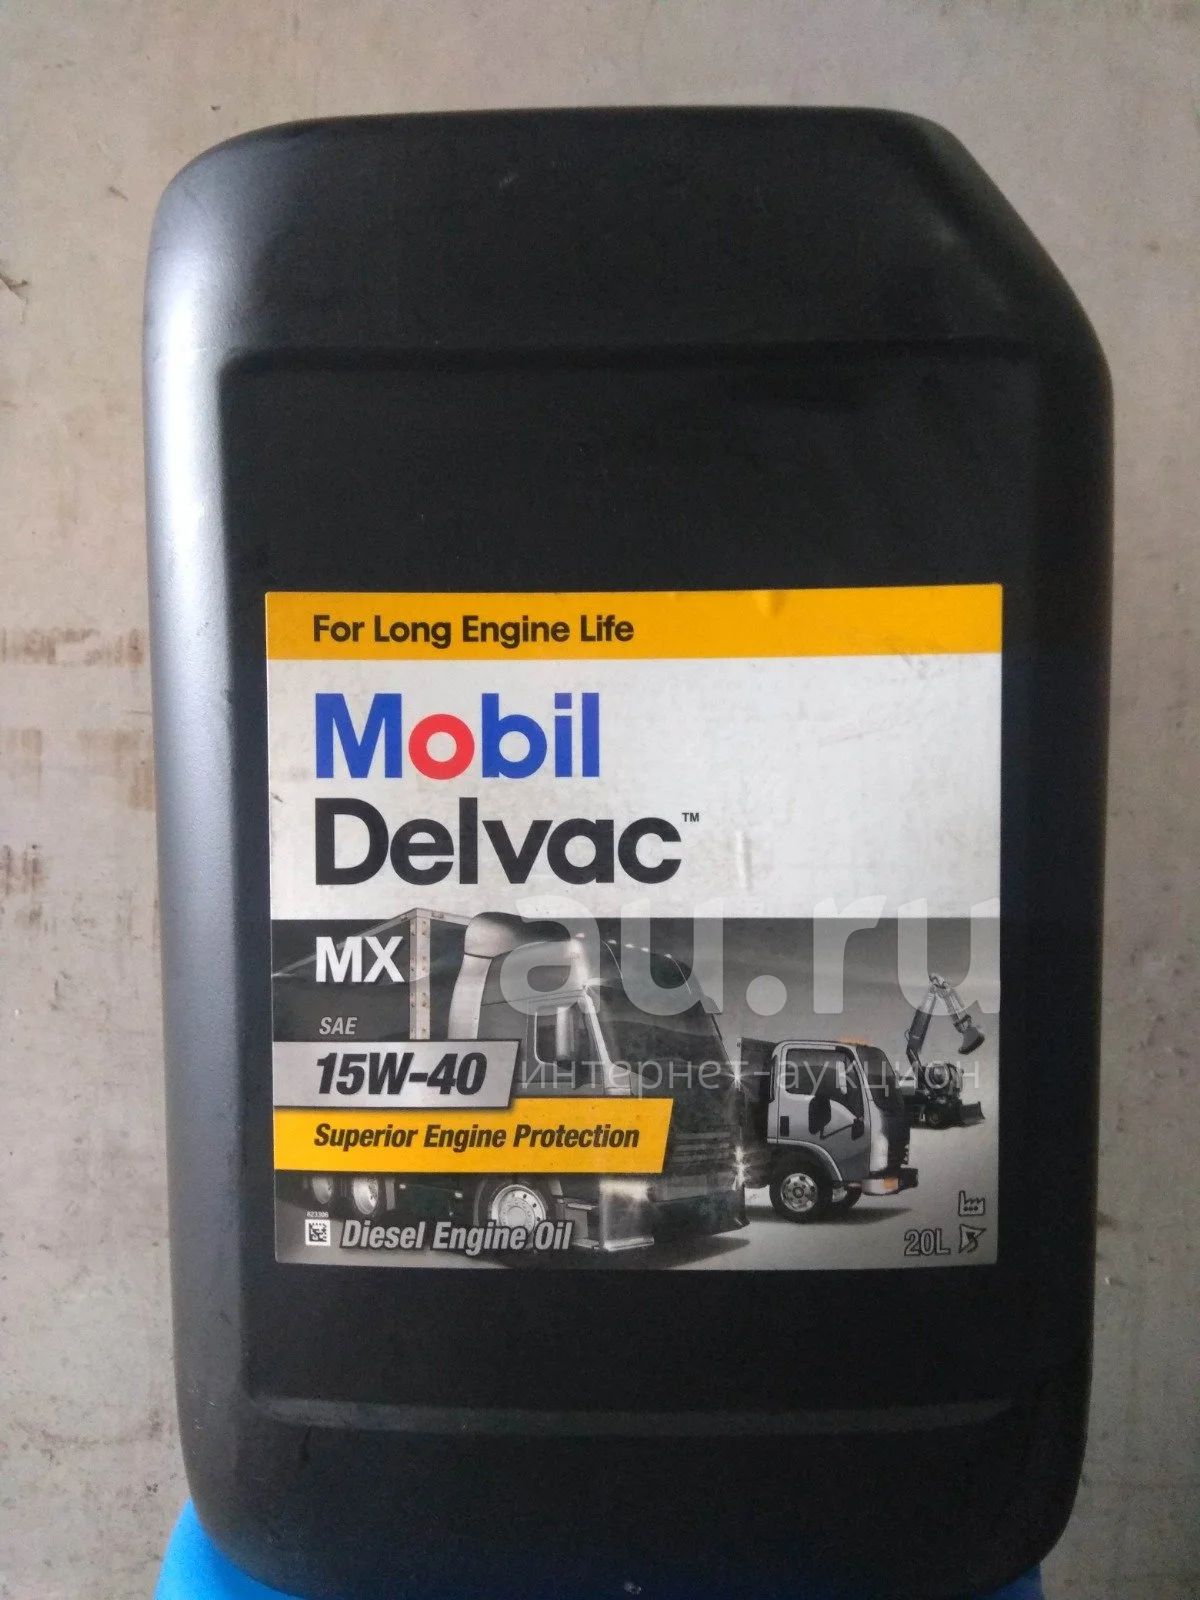 For Long Engine Life
Mobil
Delvac™
MX
SAE
15W-40
Superior Engine Protection
623306
Diesel Engine Oil
20L
au.ru
интернет-аукцион